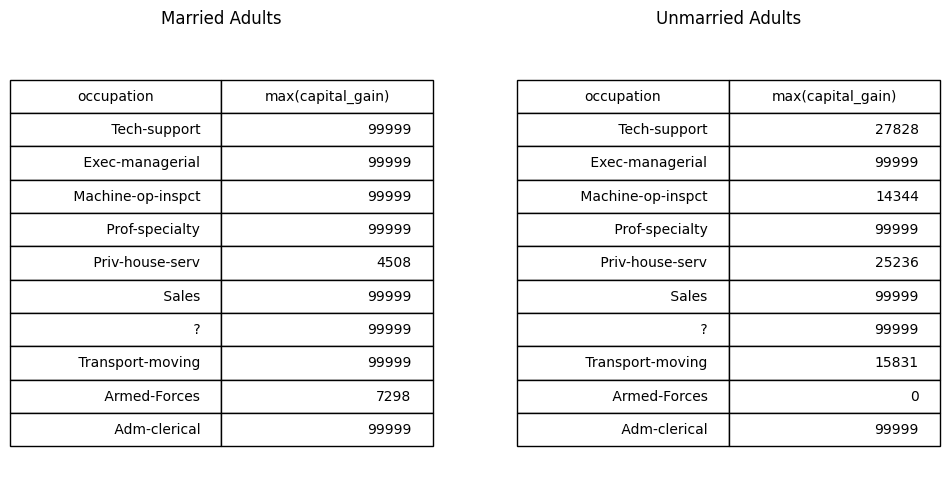 Married Adults
occupation max(capital_gain)
Tech-support 99999
Exec-managerial 99999
Machine-op-inspct 99999
Prof-specialty 99999
Priv-house-serv 4508
Sales 99999
? 99999
Transport-moving 99999
Armed-Forces 7298
Adm-clerical 99999
Unmarried Adults
occupation max(capital_gain)
Tech-support 27828
Exec-managerial 99999
Machine-op-inspct 14344
Prof-specialty 99999
Priv-house-serv 25236
Sales 99999
? 99999
Transport-moving 15831
Armed-Forces 0
Adm-clerical 99999